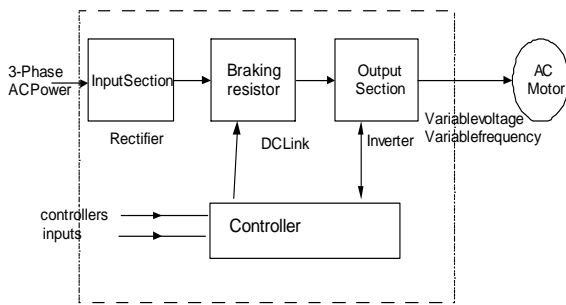 3-Phase
ACPower
InputSection
Rectifier
Braking
resistor
DCLink
Output
Section
Inverter
AC
Motor
Variablevoltage
Variablefrequency
controllers
inputs
Controller